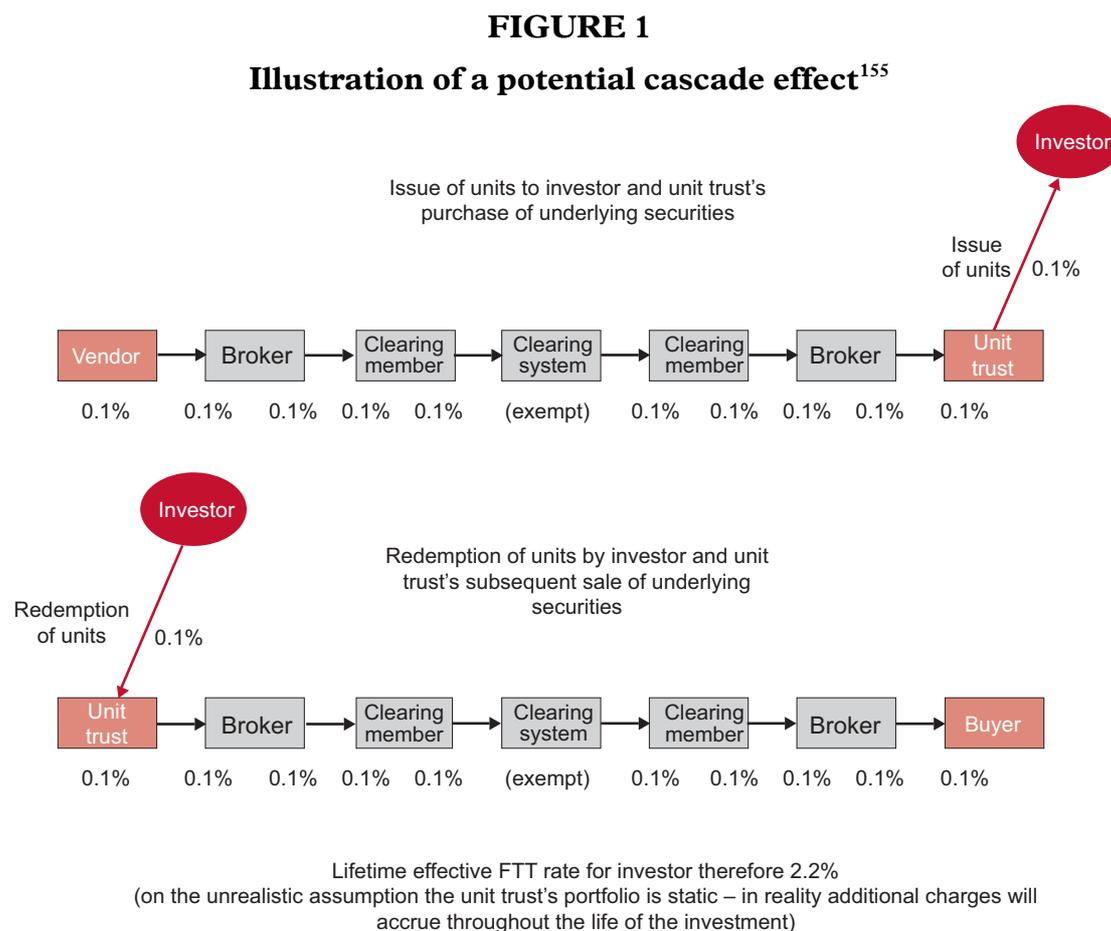 FIGURE 1
Illustration of a potential cascade effect155
Investor
Issue of units to investor and unit trust’s
purchase of underlying securities
Issue
of units
0.1%
Vendor
Broker
Clearing
member
Clearing
system
Clearing
member
Broker
Unit
trust
0.1% 0.1% 0.1% 0.1% 0.1% (exempt) 0.1% 0.1% 0.1% 0.1% 0.1%
Investor
Redemption of units by investor and unit
trust’s subsequent sale of underlying
securities
Redemption
of units
0.1%
Unit
trust
Broker
Clearing
member
Clearing
system
Clearing
member
Broker
Buyer
0.1% 0.1% 0.1% 0.1% 0.1% (exempt) 0.1% 0.1% 0.1% 0.1% 0.1%
Lifetime effective FTT rate for investor therefore 2.2%
(on the unrealistic assumption the unit trust’s portfolio is static – in reality additional charges will
accrue throughout the life of the investment)